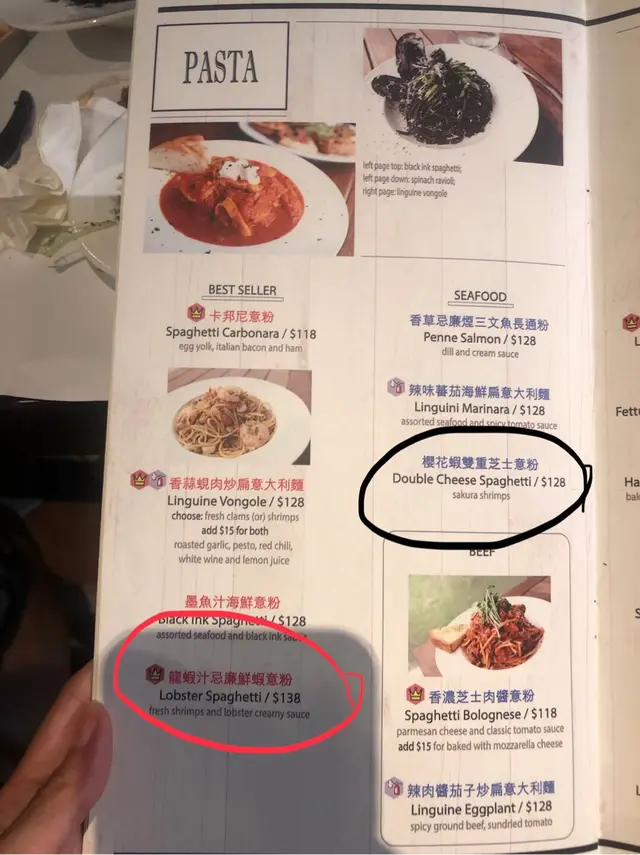 PASTA
left page top: black ink spaghetti;
left page down: spinach ravioli;
right page: linguine vongole
BEST SELLER
卡邦尼意粉
Spaghetti Carbonara / $118
egg yolk, italian bacon and ham
香蒜蜆肉炒扁意大利麵
Linguine Vongole / $128
choose: fresh clams (or) shrimps
add $15 for both
roasted garlic, pesto, red chili,
white wine and lemon juice
墨魚汁海鮮意粉
Black Ink Spaghetti / $128
assorted seafood and black ink sauce
龍蝦汁忌廉鮮蝦意粉
Lobster Spaghetti / $138
fresh shrimps and lobster creamy sauce
SEAFOOD
香草忌廉煙三文魚長通粉
Penne Salmon / $128
dill and cream sauce
辣味蕃茄海鮮扁意大利麵
Linguini Marinara / $128
assorted seafood and spicy tomato sauce
櫻花蝦雙重芝士意粉
Double Cheese Spaghetti / $128
sakura shrimps
BEEF
香濃芝士肉醬意粉
Spaghetti Bolognese / $118
parmesan cheese and classic tomato sauce
add $15 for baked with mozzarella cheese
辣肉醬茄子炒扁意大利麵
Linguine Eggplant / $128
spicy ground beef, sundried tomato
Fett